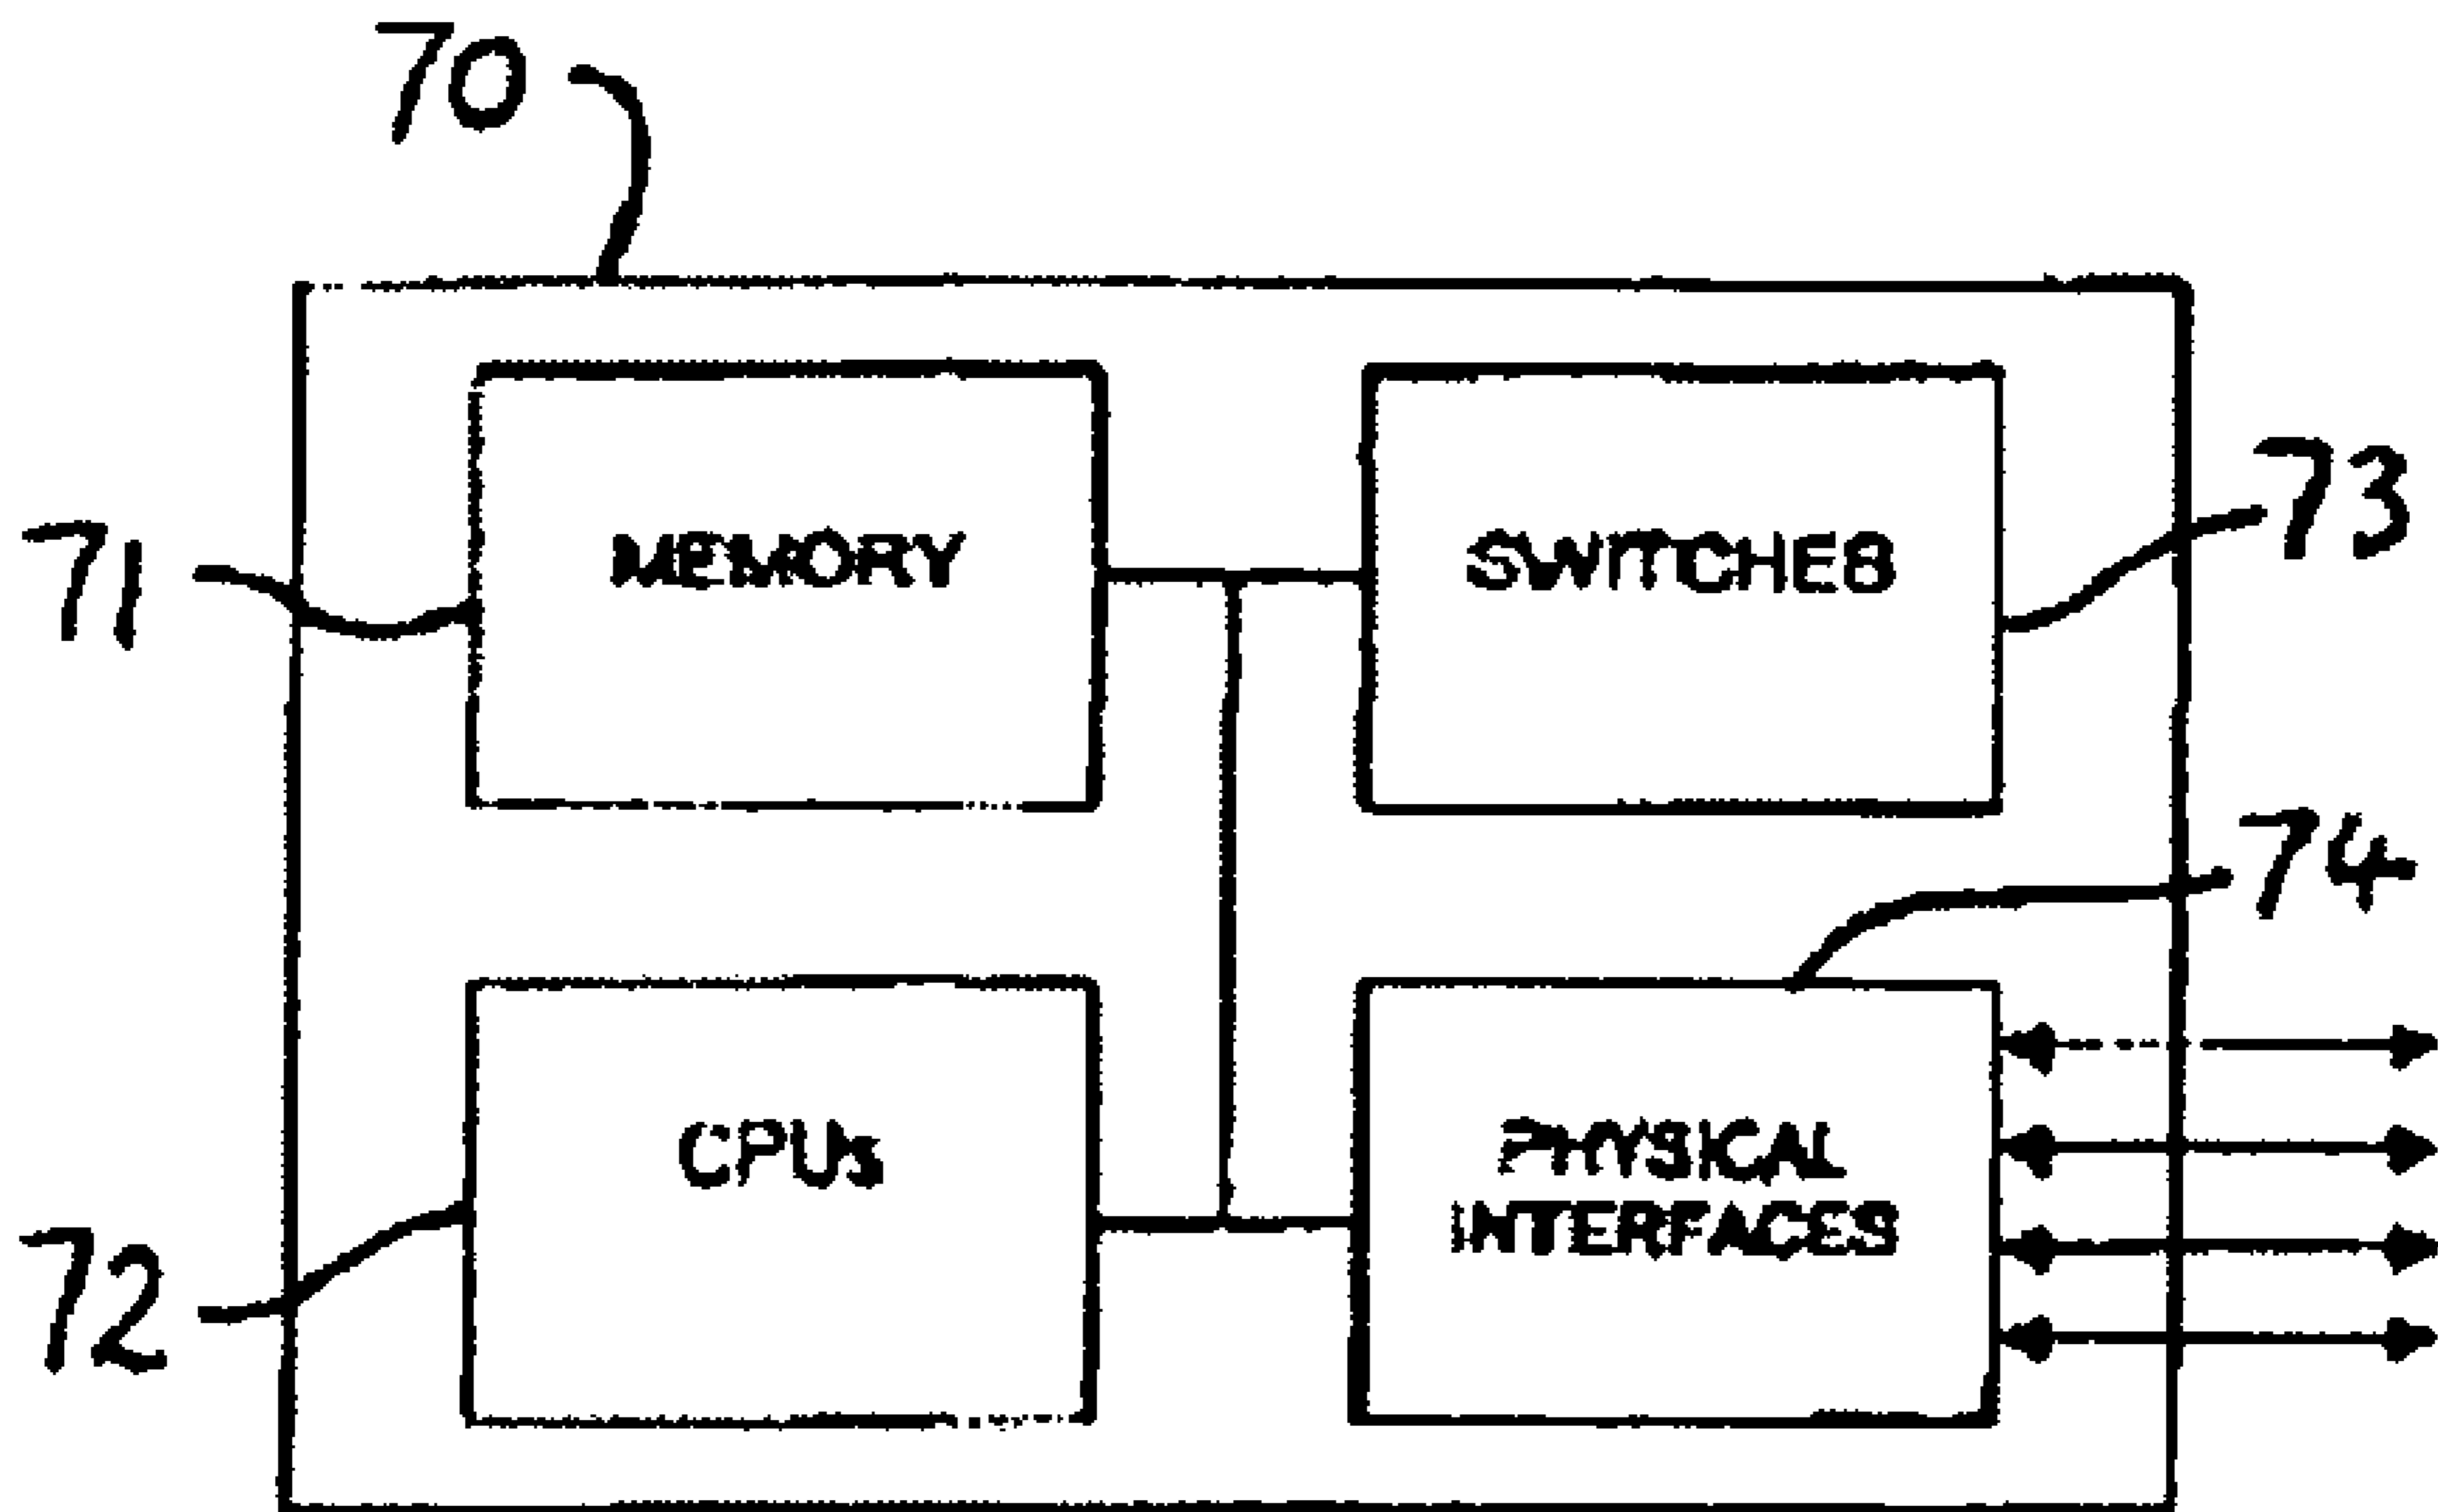 70
MEMORY
SWITCHES
73
71
74
CPUs
PHYSICAL
INTERFACES
72